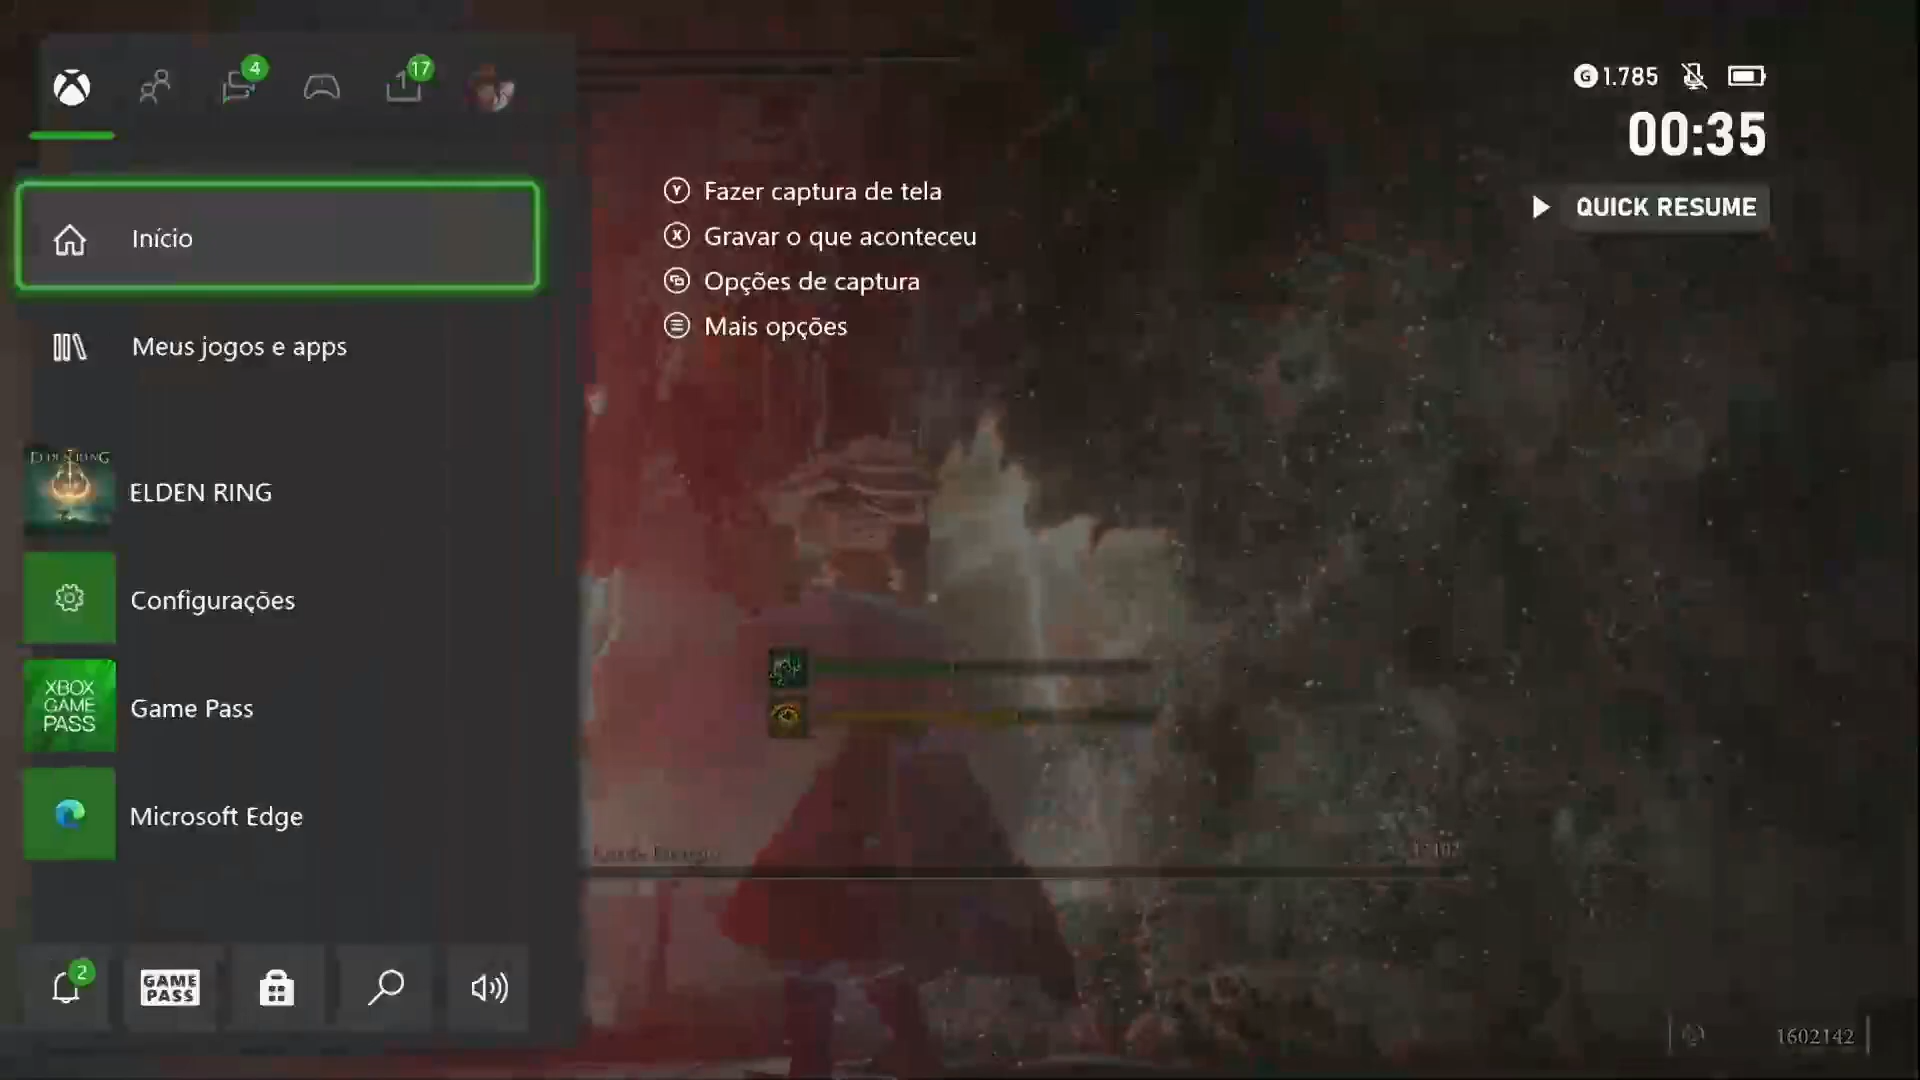 4
17
G 1.785
00:35
QUICK RESUME
Início
Y Fazer captura de tela
X Gravar o que aconteceu
Opções de captura
Mais opções
Meus jogos e apps
ELDEN RING
ELDEN RING
Configurações
XBOX
GAME
PASS
Game Pass
Microsoft Edge
2
GAME
PASS
1602142